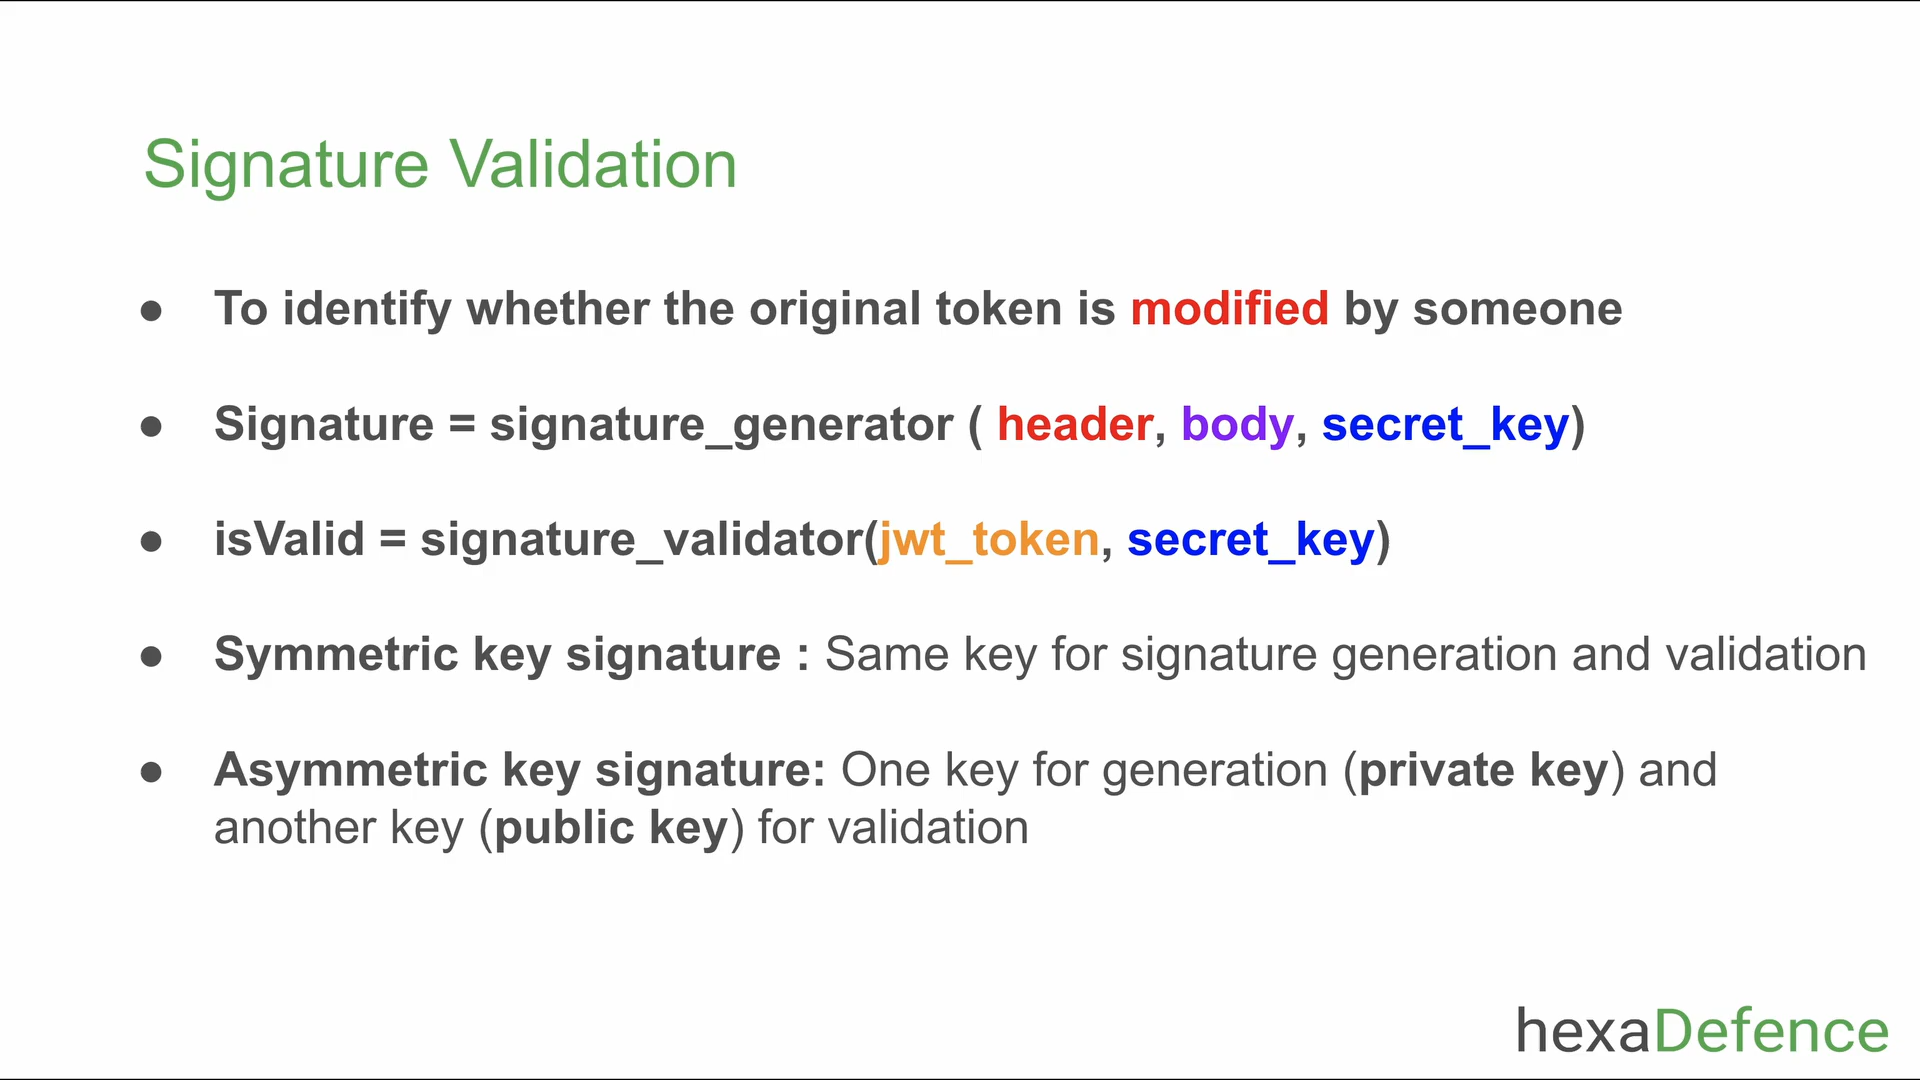 Signature Validation
● To identify whether the original token is modified by someone
● Signature = signature_generator ( header, body, secret_key)
● isValid = signature_validator(jwt_token, secret_key)
● Symmetric key signature : Same key for signature generation and validation
● Asymmetric key signature: One key for generation (private key) and
another key (public key) for validation
hexaDefence